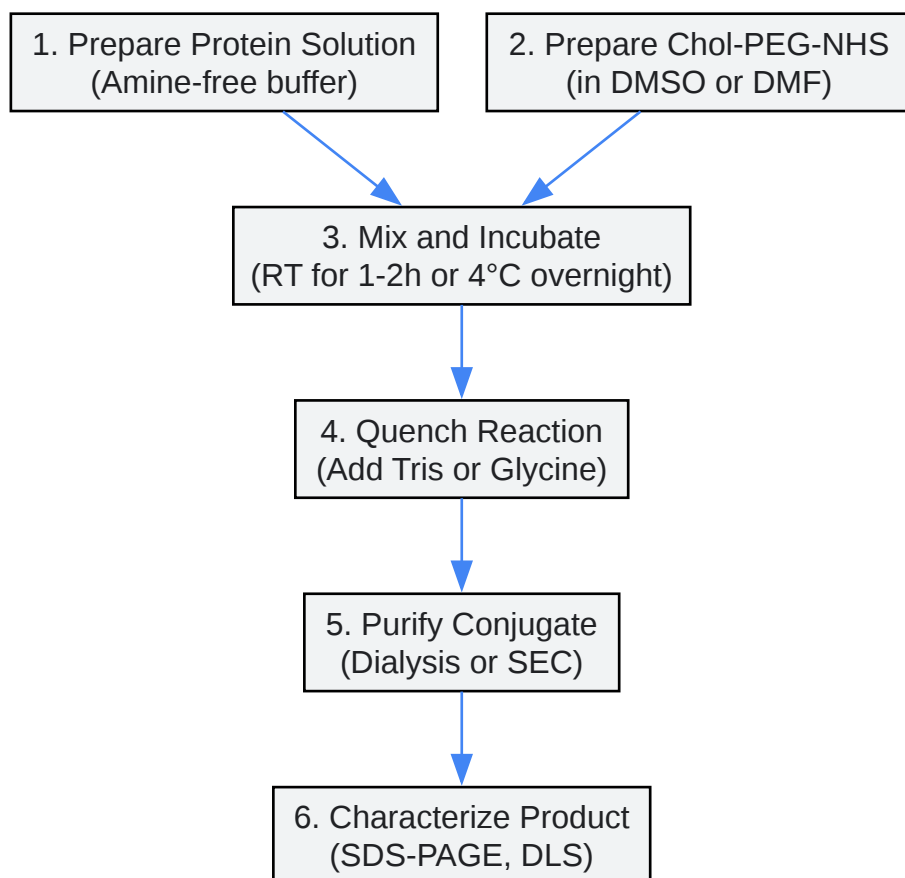 1. Prepare Protein Solution
(Amine-free buffer)
2. Prepare Chol-PEG-NHS
(in DMSO or DMF)
3. Mix and Incubate
(RT for 1-2h or 4°C overnight)
4. Quench Reaction
(Add Tris or Glycine)
5. Purify Conjugate
(Dialysis or SEC)
6. Characterize Product
(SDS-PAGE, DLS)